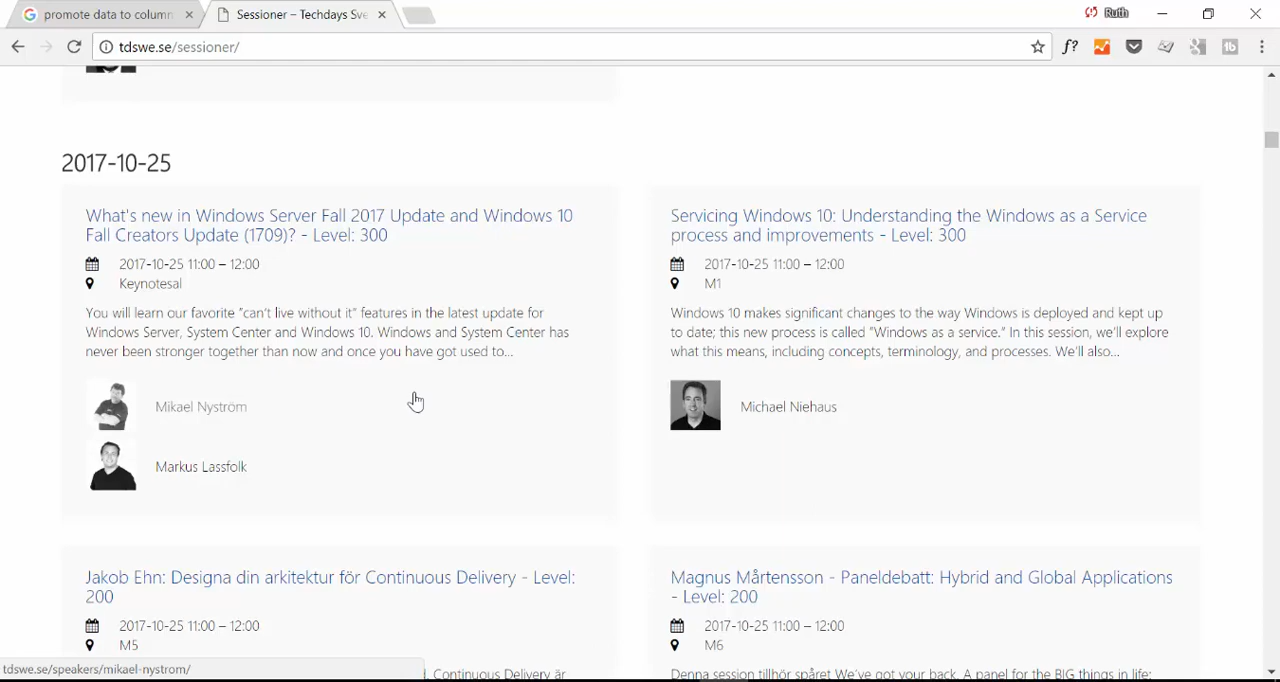 promote data to column
Sessioner – Techdays Sve
Ruth
tdswe.se/sessioner/
f?
2017-10-25
What's new in Windows Server Fall 2017 Update and Windows 10
Fall Creators Update (1709)? - Level: 300
2017-10-25 11:00 – 12:00
Keynotesal
You will learn our favorite "can't live without it" features in the latest update for
Windows Server, System Center and Windows 10. Windows and System Center has
never been stronger together than now and once you have got used to...
Mikael Nyström
Markus Lassfolk
Servicing Windows 10: Understanding the Windows as a Service
process and improvements - Level: 300
2017-10-25 11:00 – 12:00
M1
Windows 10 makes significant changes to the way Windows is deployed and kept up
to date; this new process is called "Windows as a service." In this session, we'll explore
what this means, including concepts, terminology, and processes. We'll also...
Michael Niehaus
Jakob Ehn: Designa din arkitektur för Continuous Delivery - Level:
200
2017-10-25 11:00 – 12:00
M5
Continuous Delivery är
Magnus Mårtensson - Paneldebatt: Hybrid and Global Applications
- Level: 200
2017-10-25 11:00 – 12:00
M6
Denna session tillhör spåret We've got your back. A panel for the BIG things in life:
tdswe.se/speakers/mikael-nystrom/